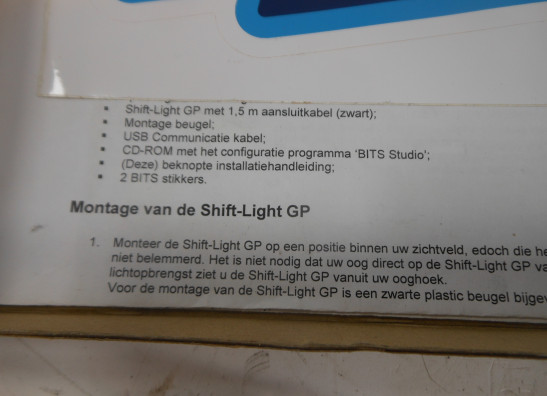 Shift-Light GP met 1,5 m aansluitkabel (zwart);
Montage beugel;
USB Communicatie kabel;
CD-ROM met het configuratie programma 'BITS Studio';
(Deze) beknopte installatiehandleiding;
2 BITS stikkers.
Montage van de Shift-Light GP
1. Monteer de Shift-Light GP op een positie binnen uw zichtveld, edoch die
niet belemmerd. Het is niet nodig dat uw oog direct op de Shift-Light GP
lichtopbrengst ziet u de Shift-Light GP vanuit uw ooghoek.
Voor de montage van de Shift-Light GP is een zwarte plastic beugel